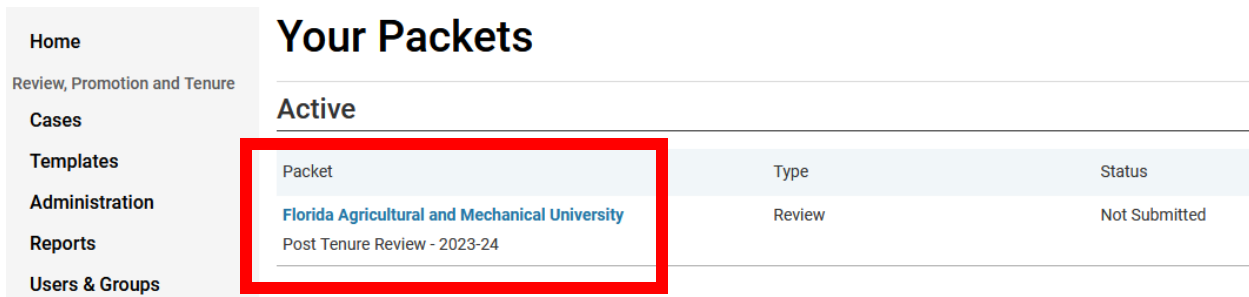 Home
Review, Promotion and Tenure
Cases
Templates
Administration
Reports
Users & Groups
Your Packets
Active
Packet Type Status
Florida Agricultural and Mechanical University Review Not Submitted
Post Tenure Review - 2023-24